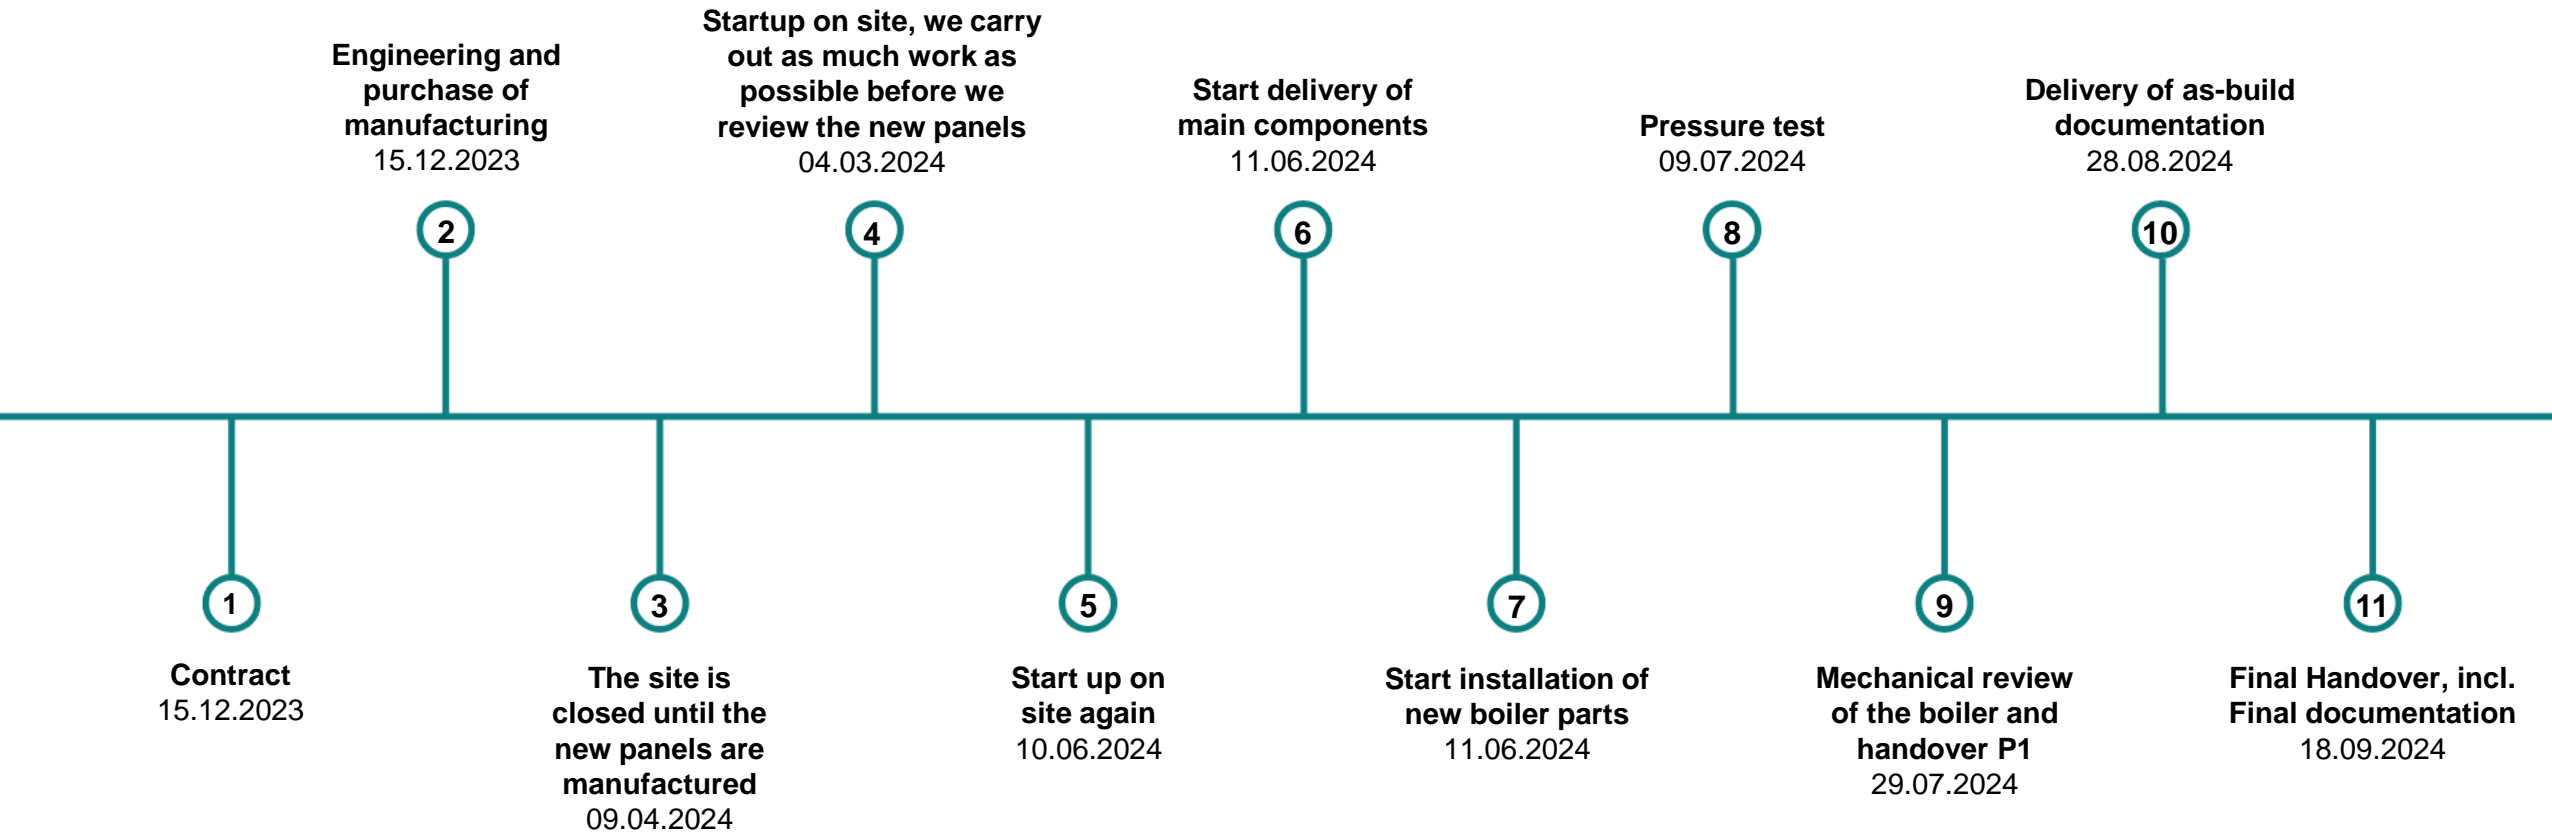 Engineering and
purchase of
manufacturing
15.12.2023
2
Startup on site, we carry
out as much work as
possible before we
review the new panels
04.03.2024
4
Start delivery of
main components
11.06.2024
6
Pressure test
09.07.2024
8
Delivery of as-build
documentation
28.08.2024
10
1
Contract
15.12.2023
3
The site is
closed until the
new panels are
manufactured
09.04.2024
5
Start up on
site again
10.06.2024
7
Start installation of
new boiler parts
11.06.2024
9
Mechanical review
of the boiler and
handover P1
29.07.2024
11
Final Handover, incl.
Final documentation
18.09.2024